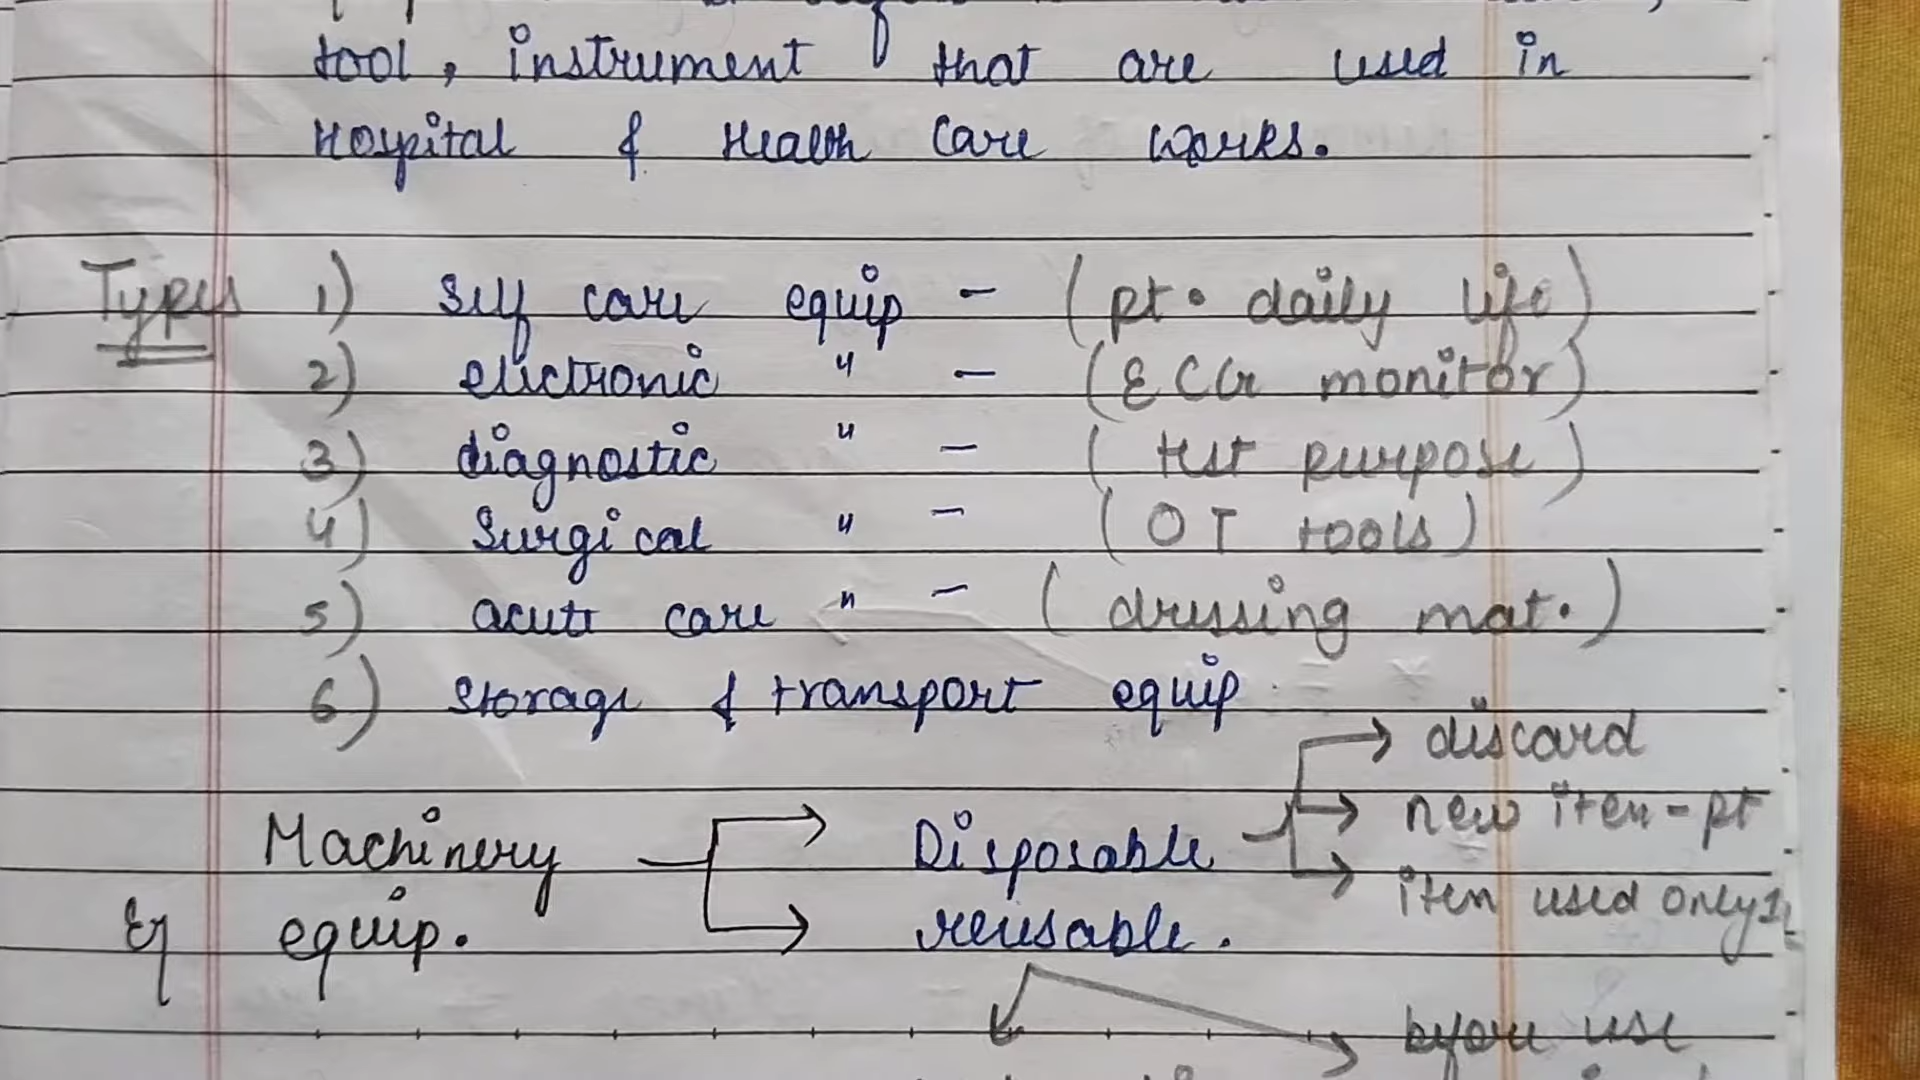 tool, instrument that are used in
Hospital & Health Care works.
Types 1) Self care equip - (pt. daily life)
2) electronic " - (ECG monitor)
3) diagnostic " - (test purpose)
4) Surgical " - (OT tools)
5) acute care " - (dressing mat.)
6) storage & transport equip
→ discard
Machinery → Disposable → new item - pt
→ item used only 1
Eq equip. → reusable.
→ before use